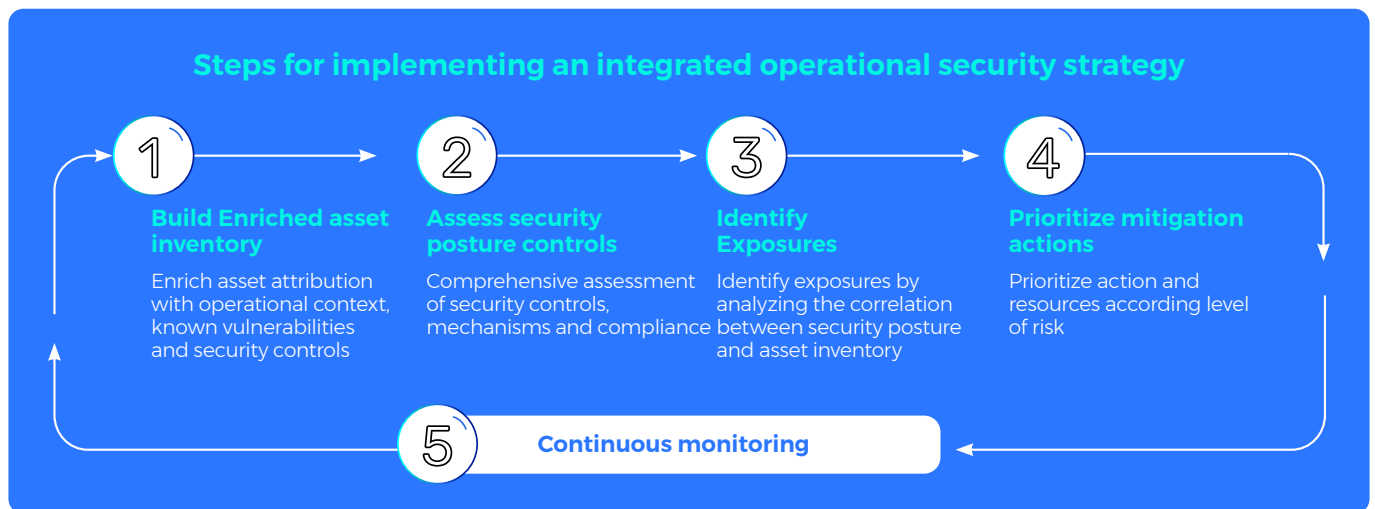 Steps for implementing an integrated operational security strategy
1
Build Enriched asset
inventory
Enrich asset attribution
with operational context,
known vulnerabilities
and security controls
2
Assess security
posture controls
Comprehensive assessment
of security controls,
mechanisms and compliance
3
Identify
Exposures
Identify exposures by
analyzing the correlation
between security posture
and asset inventory
4
Prioritize mitigation
actions
Prioritize action and
resources according level
of risk
5
Continuous monitoring